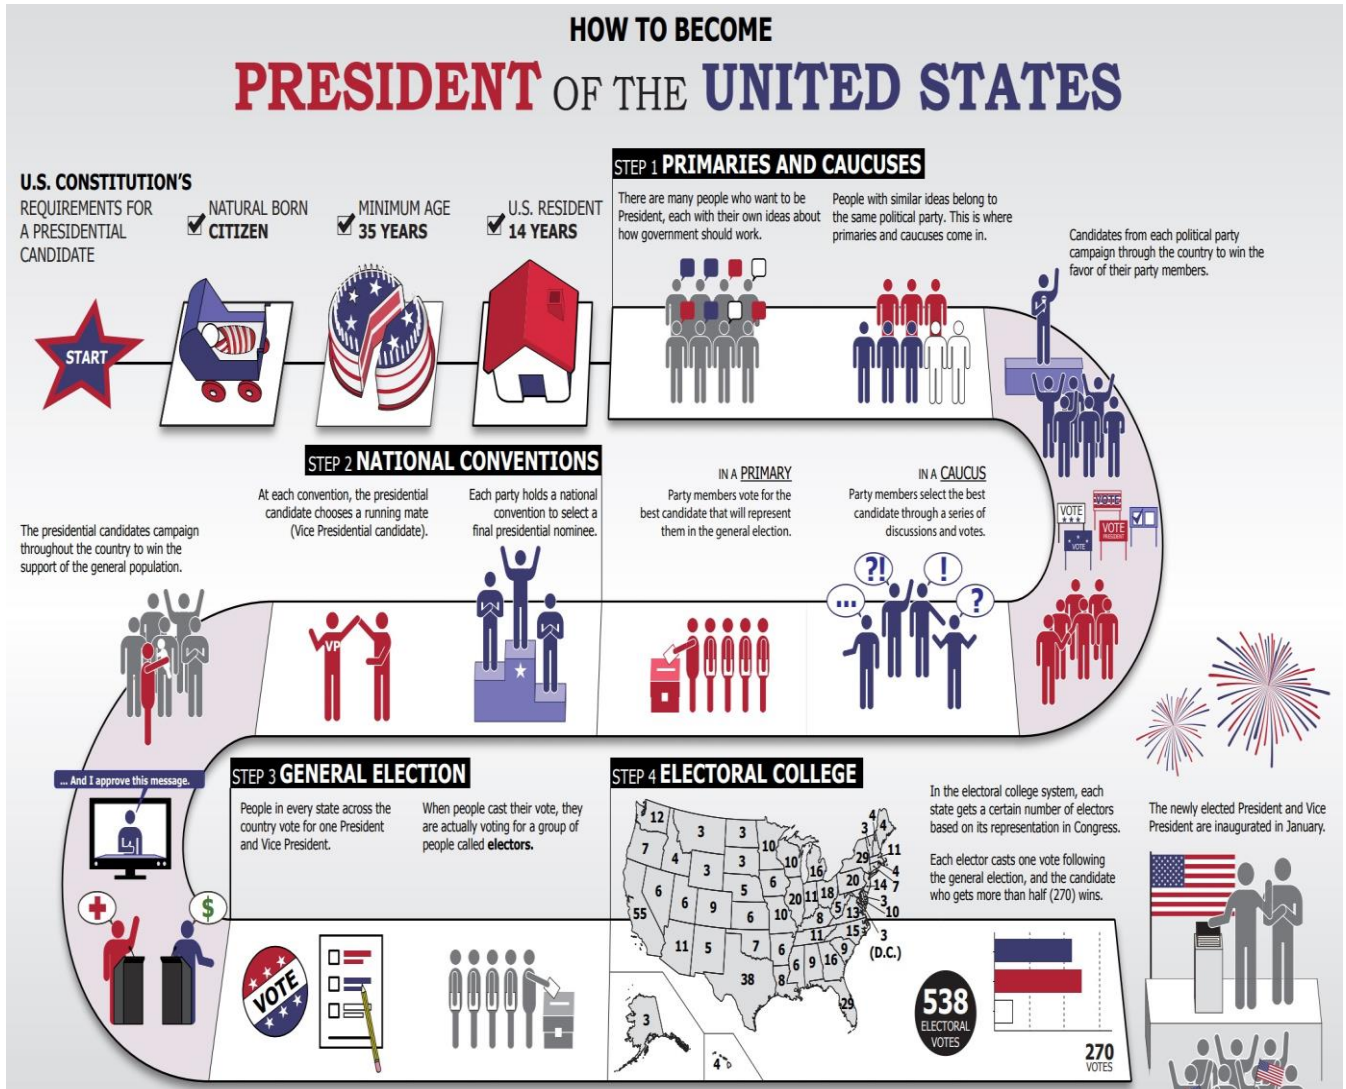 HOW TO BECOME
PRESIDENT OF THE UNITED STATES
U.S. CONSTITUTION'S
REQUIREMENTS FOR
A PRESIDENTIAL
CANDIDATE
NATURAL BORN
CITIZEN
MINIMUM AGE
35 YEARS
U.S. RESIDENT
14 YEARS
START
STEP 1 PRIMARIES AND CAUCUSES
There are many people who want to be
President, each with their own ideas about
how government should work.
People with similar ideas belong to
the same political party. This is where
primaries and caucuses come in.
Candidates from each political party
campaign through the country to win the
favor of their party members.
VOTE
VOTE
VOTE
PRESIDENT
VOTE
IN A CAUCUS
Party members select the best
candidate through a series of
discussions and votes.
?!
!
...
?
IN A PRIMARY
Party members vote for the
best candidate that will represent
them in the general election.
STEP 2 NATIONAL CONVENTIONS
Each party holds a national
convention to select a
final presidential nominee.
At each convention, the presidential
candidate chooses a running mate
(Vice Presidential candidate).
VP
The presidential candidates campaign
throughout the country to win the
support of the general population.
... And I approve this message.
$
STEP 3 GENERAL ELECTION
People in every state across the
country vote for one President
and Vice President.
When people cast their vote, they
are actually voting for a group of
people called electors.
VOTE
STEP 4 ELECTORAL COLLEGE
12
3
3
10
4
3
4
7
4
3
3
10
16
29
11
4
6
6
9
5
6
20
14
7
3
55
6
10
20
11
18
5
13
10
8
3
(D.C.)
11
5
7
6
11
15
9
38
8
6
9
16
29
3
4
In the electoral college system, each
state gets a certain number of electors
based on its representation in Congress.
Each elector casts one vote following
the general election, and the candidate
who gets more than half (270) wins.
538
ELECTORAL
VOTES
270
VOTES
The newly elected President and Vice
President are inaugurated in January.